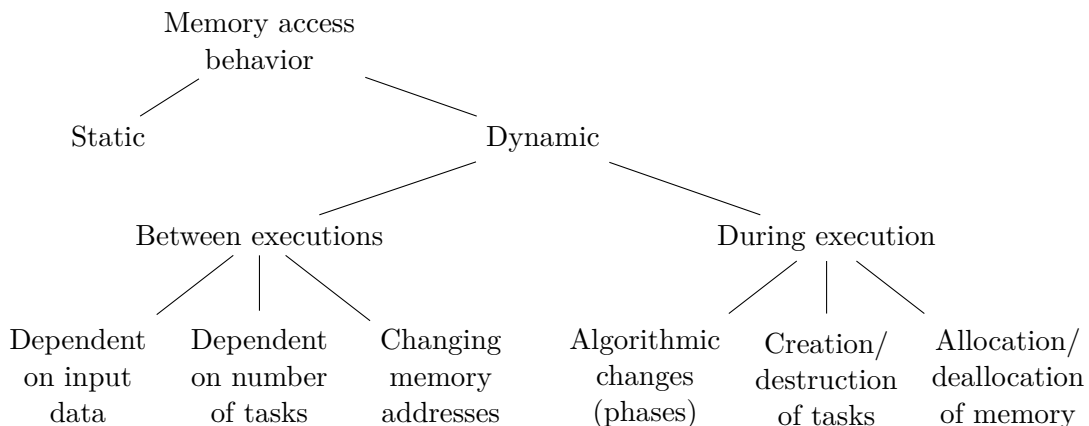 Memory access
behavior
Static
Dynamic
Between executions
During execution
Dependent
on input
data
Dependent
on number
of tasks
Changing
memory
addresses
Algorithmic
changes
(phases)
Creation/
destruction
of tasks
Allocation/
deallocation
of memory